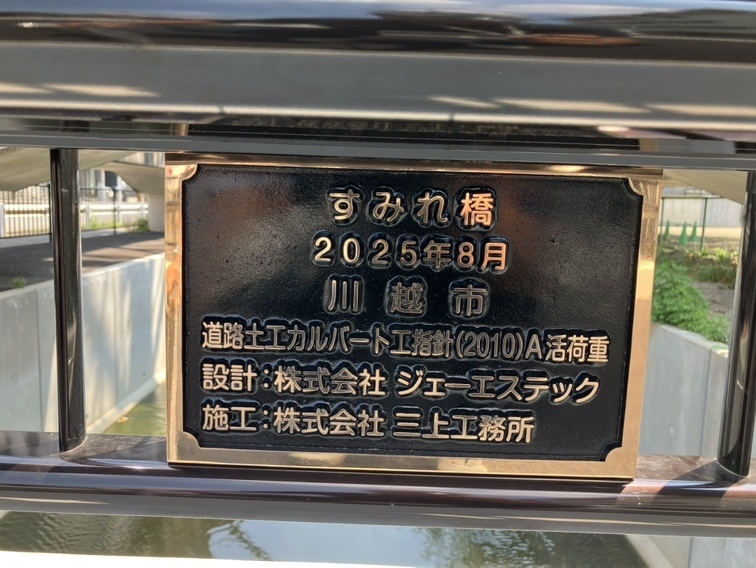 すみれ橋
2025年8月
川越市
道路土工カルバート工指針(2010)A活荷重
設計：株式会社 ジェーエステック
施工：株式会社 三上工務所